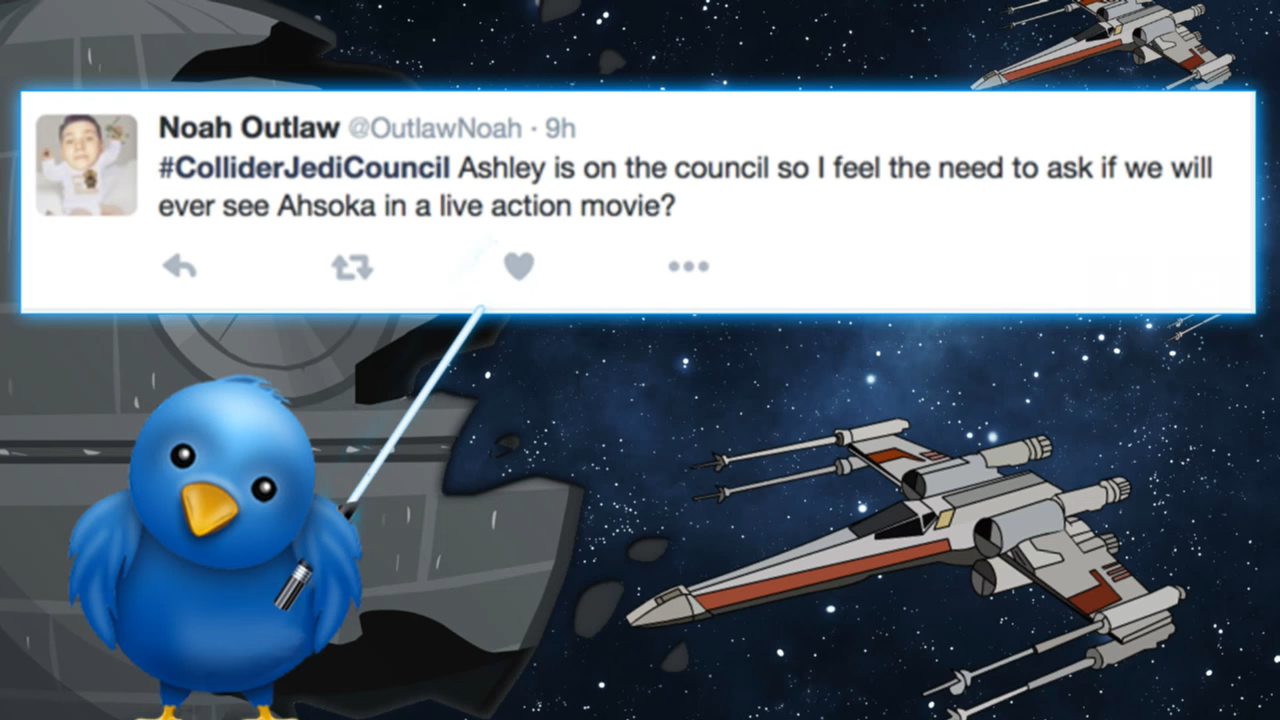 Noah Outlaw @OutlawNoah · 9h
#ColliderJediCouncil Ashley is on the council so I feel the need to ask if we will
ever see Ahsoka in a live action movie?